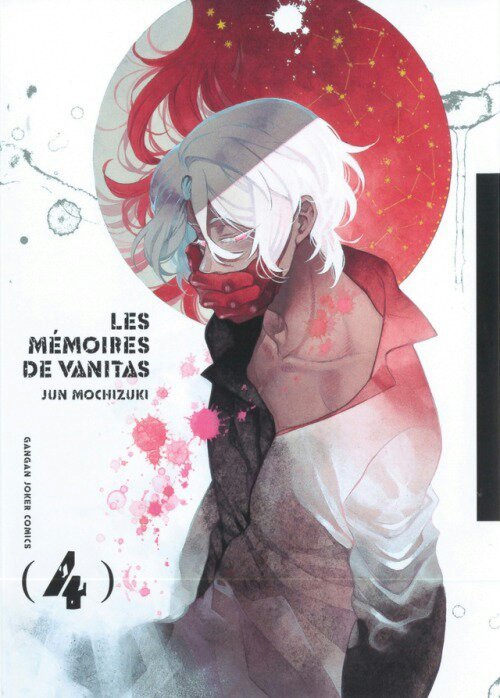 LES
MÉMOIRES
DE VANITAS
JUN MOCHIZUKI
GANGAN JOKER COMICS
(4)